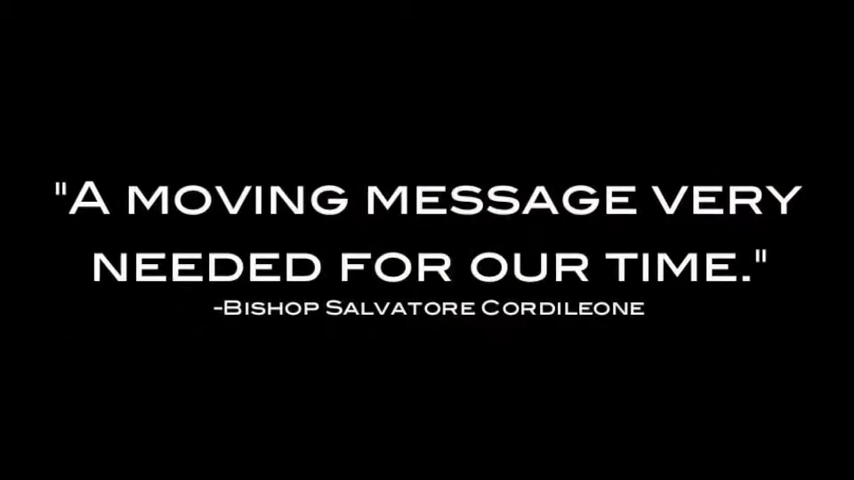 "A MOVING MESSAGE VERY
NEEDED FOR OUR TIME."
-BISHOP SALVATORE CORDILEONE